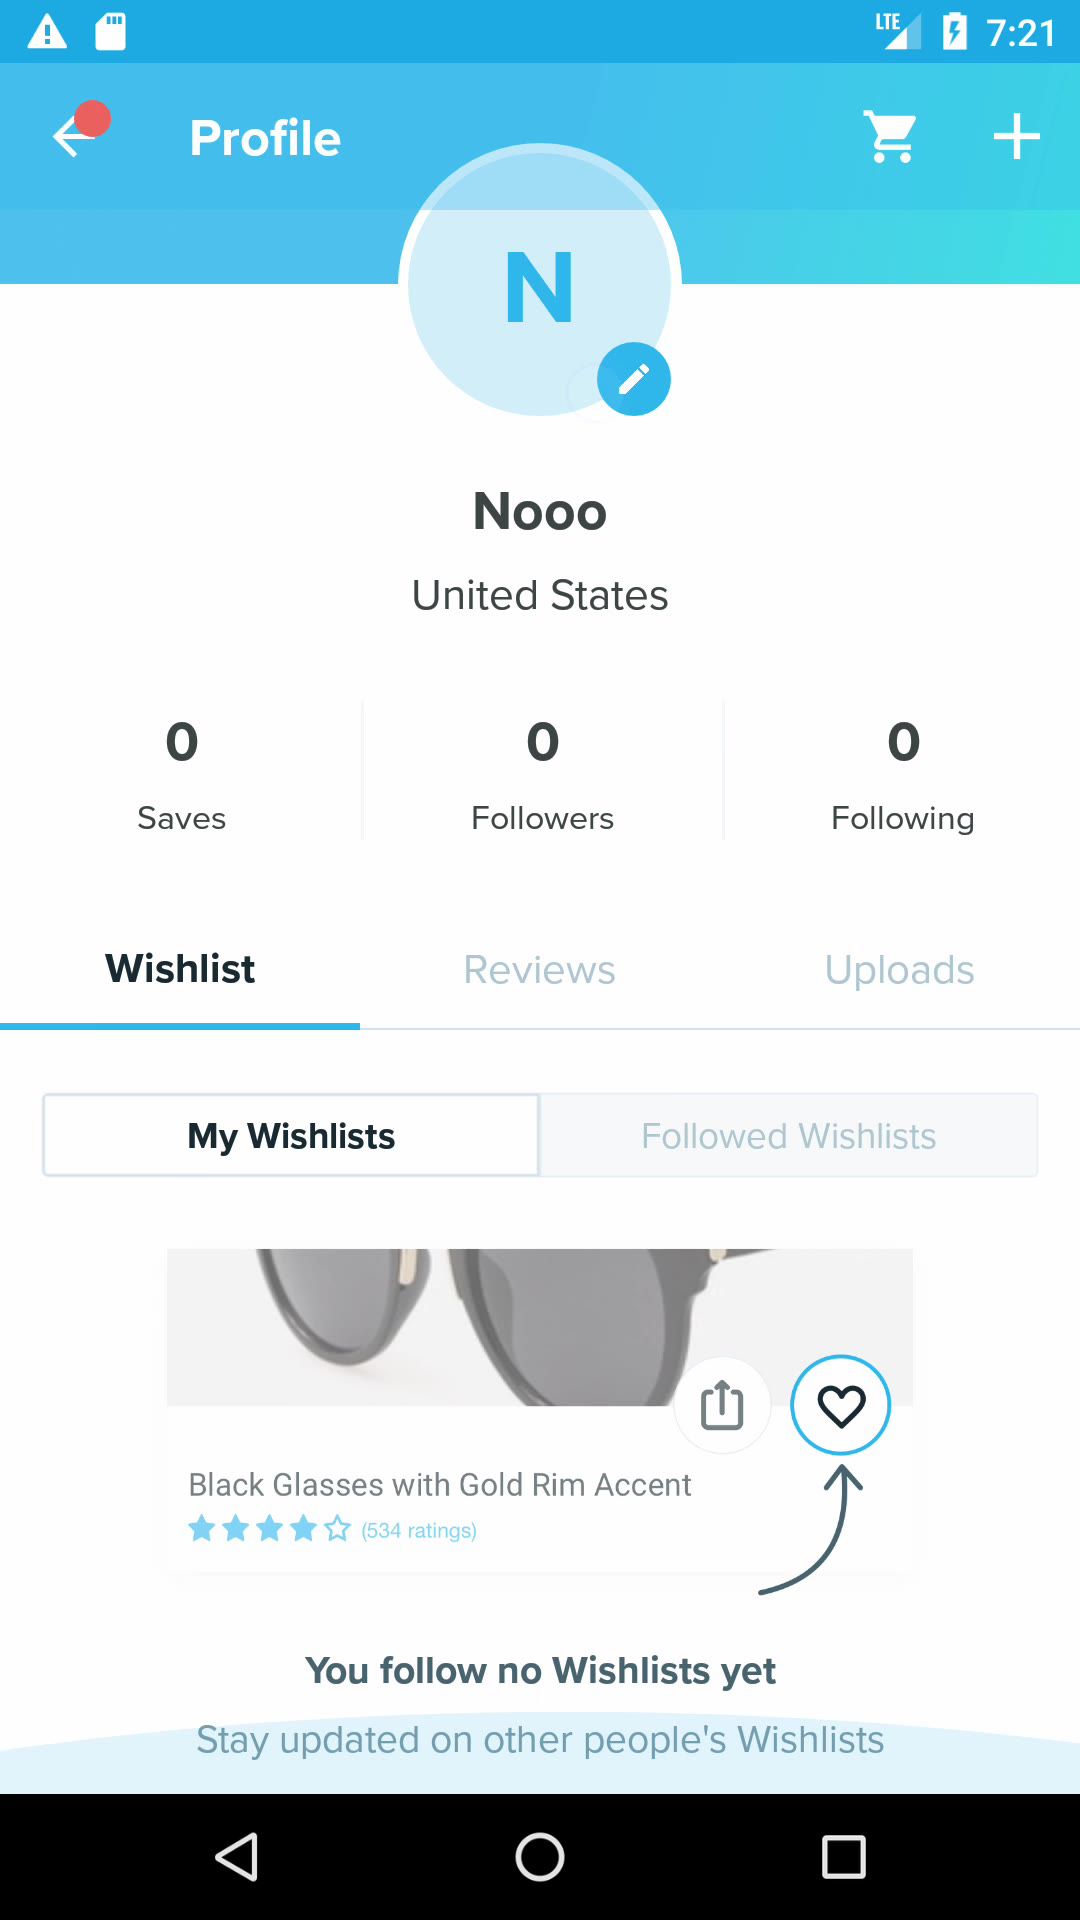 LTE 7:21
Profile
N
Nooo
United States
0 0 0
Saves Followers Following
Wishlist Reviews Uploads
My Wishlists Followed Wishlists
Black Glasses with Gold Rim Accent
(534 ratings)
You follow no Wishlists yet
Stay updated on other people's Wishlists